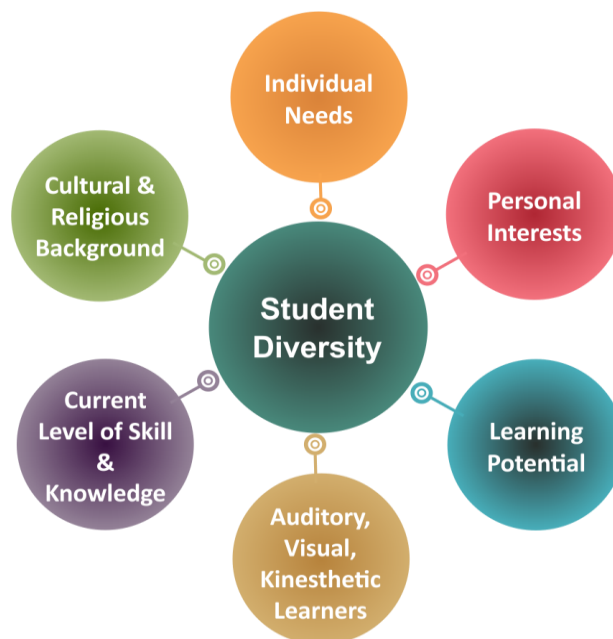 Individual
Needs
Cultural &
Religious
Background
Personal
Interests
Student
Diversity
Current
Level of Skill
&
Knowledge
Learning
Potential
Auditory,
Visual,
Kinesthetic
Learners